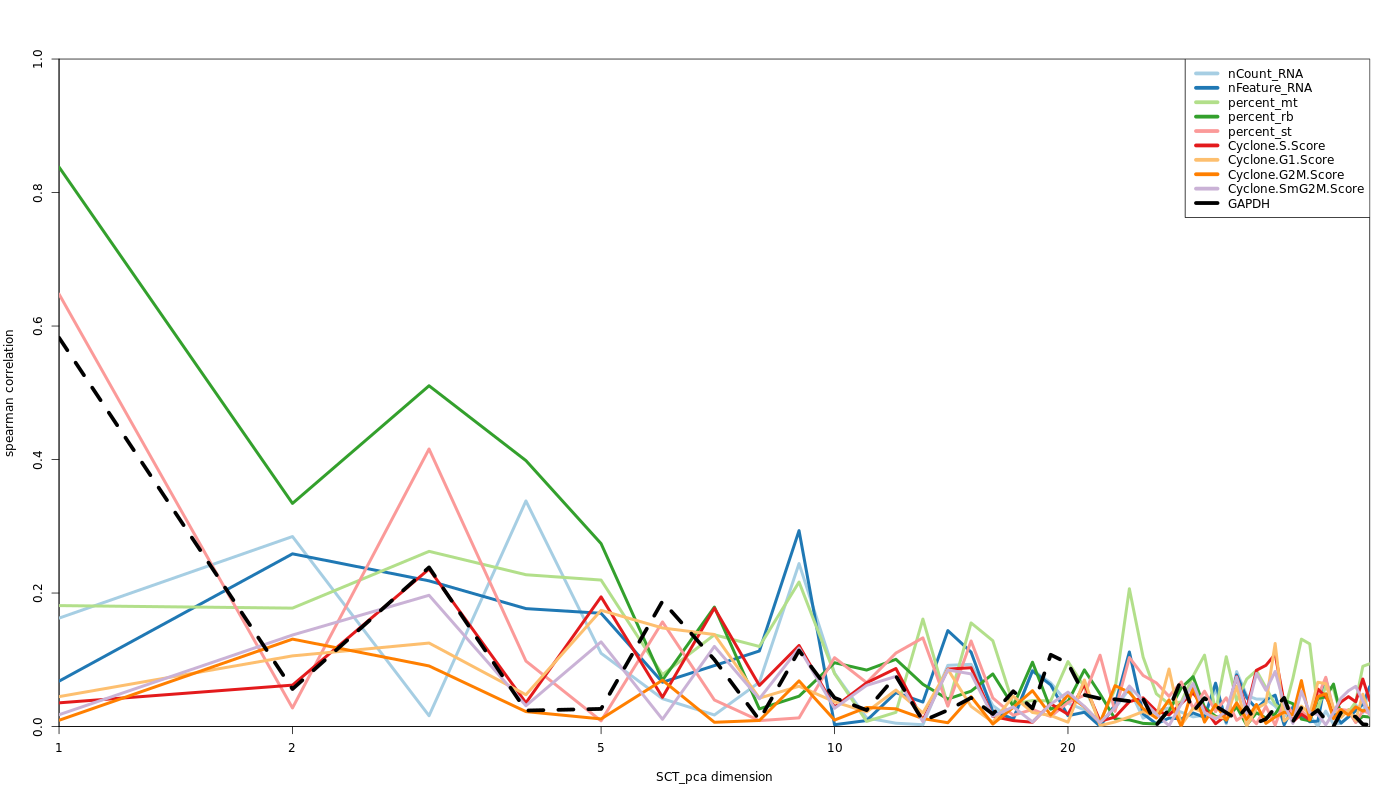 1.0
0.8
0.6
0.4
0.2
0.0
spearman correlation
nCount_RNA
nFeature_RNA
percent_mt
percent_rb
percent_st
Cyclone.S.Score
Cyclone.G1.Score
Cyclone.G2M.Score
Cyclone.SmG2M.Score
GAPDH
1 2 5 10 20
SCT_pca dimension